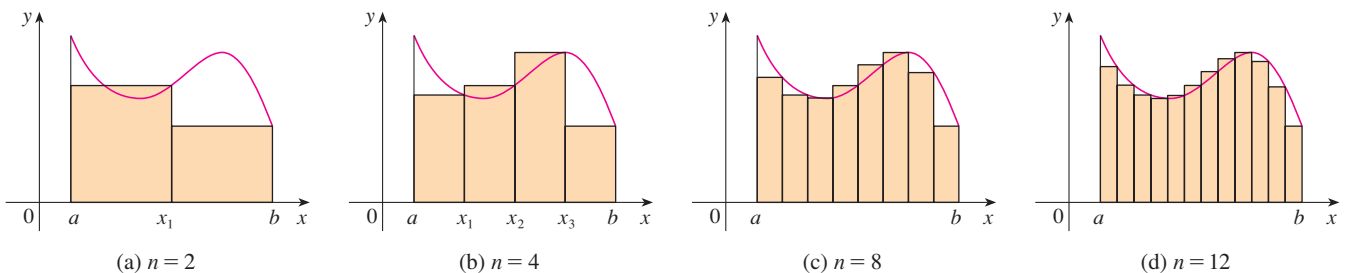 y
0
a
x₁
b
x
(a) n = 2
y
0
a
x₁
x₂
x₃
b
x
(b) n = 4
y
0
a
b
x
(c) n = 8
y
0
a
b
x
(d) n = 12